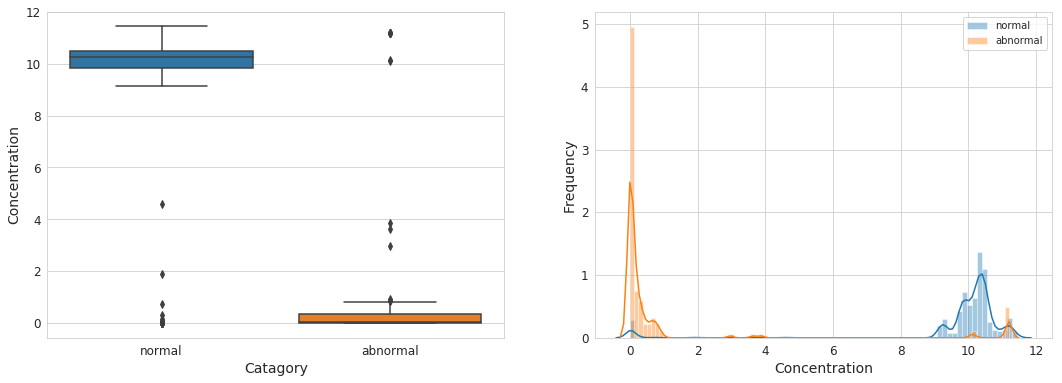 12
10
8
6
4
2
0
Concentration
normal
abnormal
Catagory
5
4
3
2
1
0
Frequency
normal
abnormal
0
2
4
6
8
10
12
Concentration